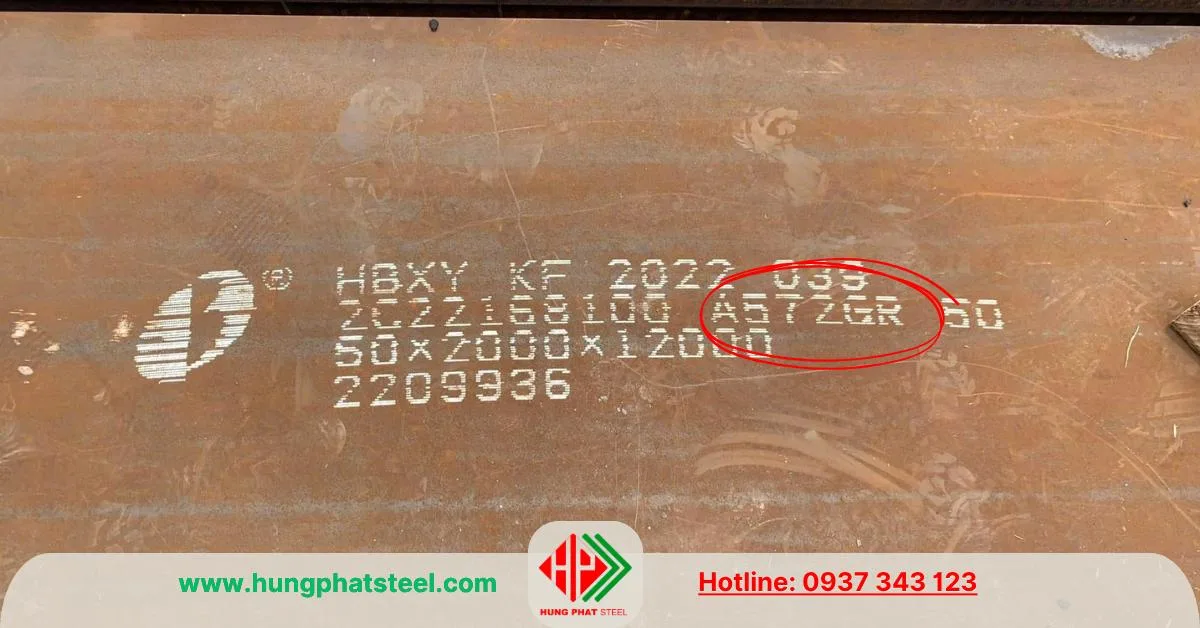 ®
HBXY KF 2022 039
2C22168100 A572GR 50
50×2000×12000
2209936
www.hungphatsteel.com
HUNG PHAT STEEL
Hotline: 0937 343 123